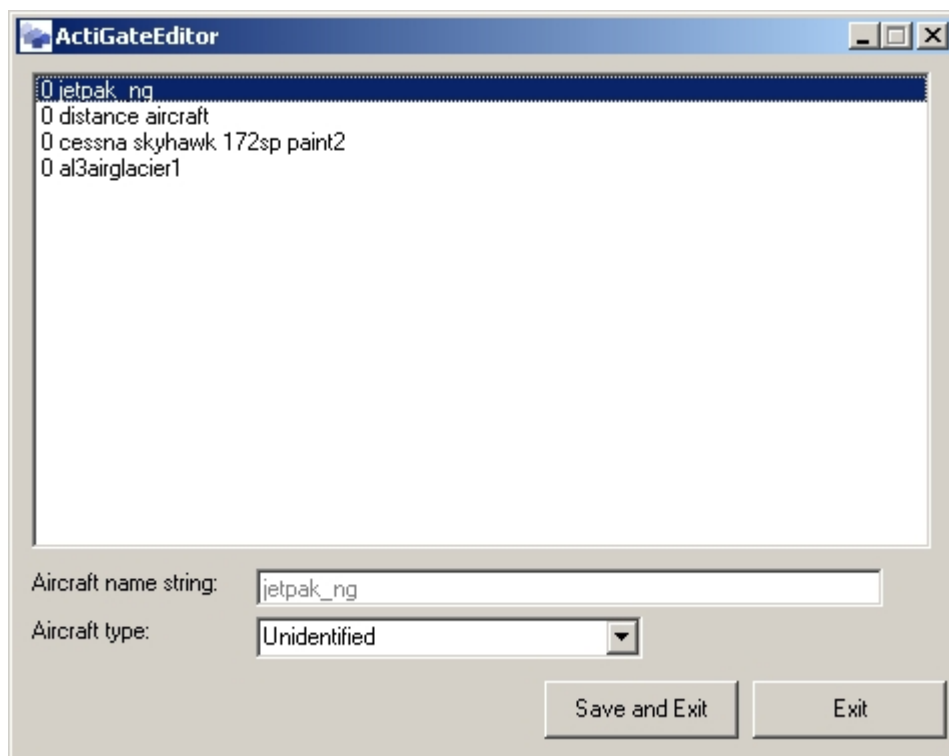 ActiGateEditor
0 jetpak_ng
0 distance aircraft
0 cessna skyhawk 172sp paint2
0 al3airglacier1
Aircraft name string:
jetpak_ng
Aircraft type:
Unidentified
Save and Exit
Exit